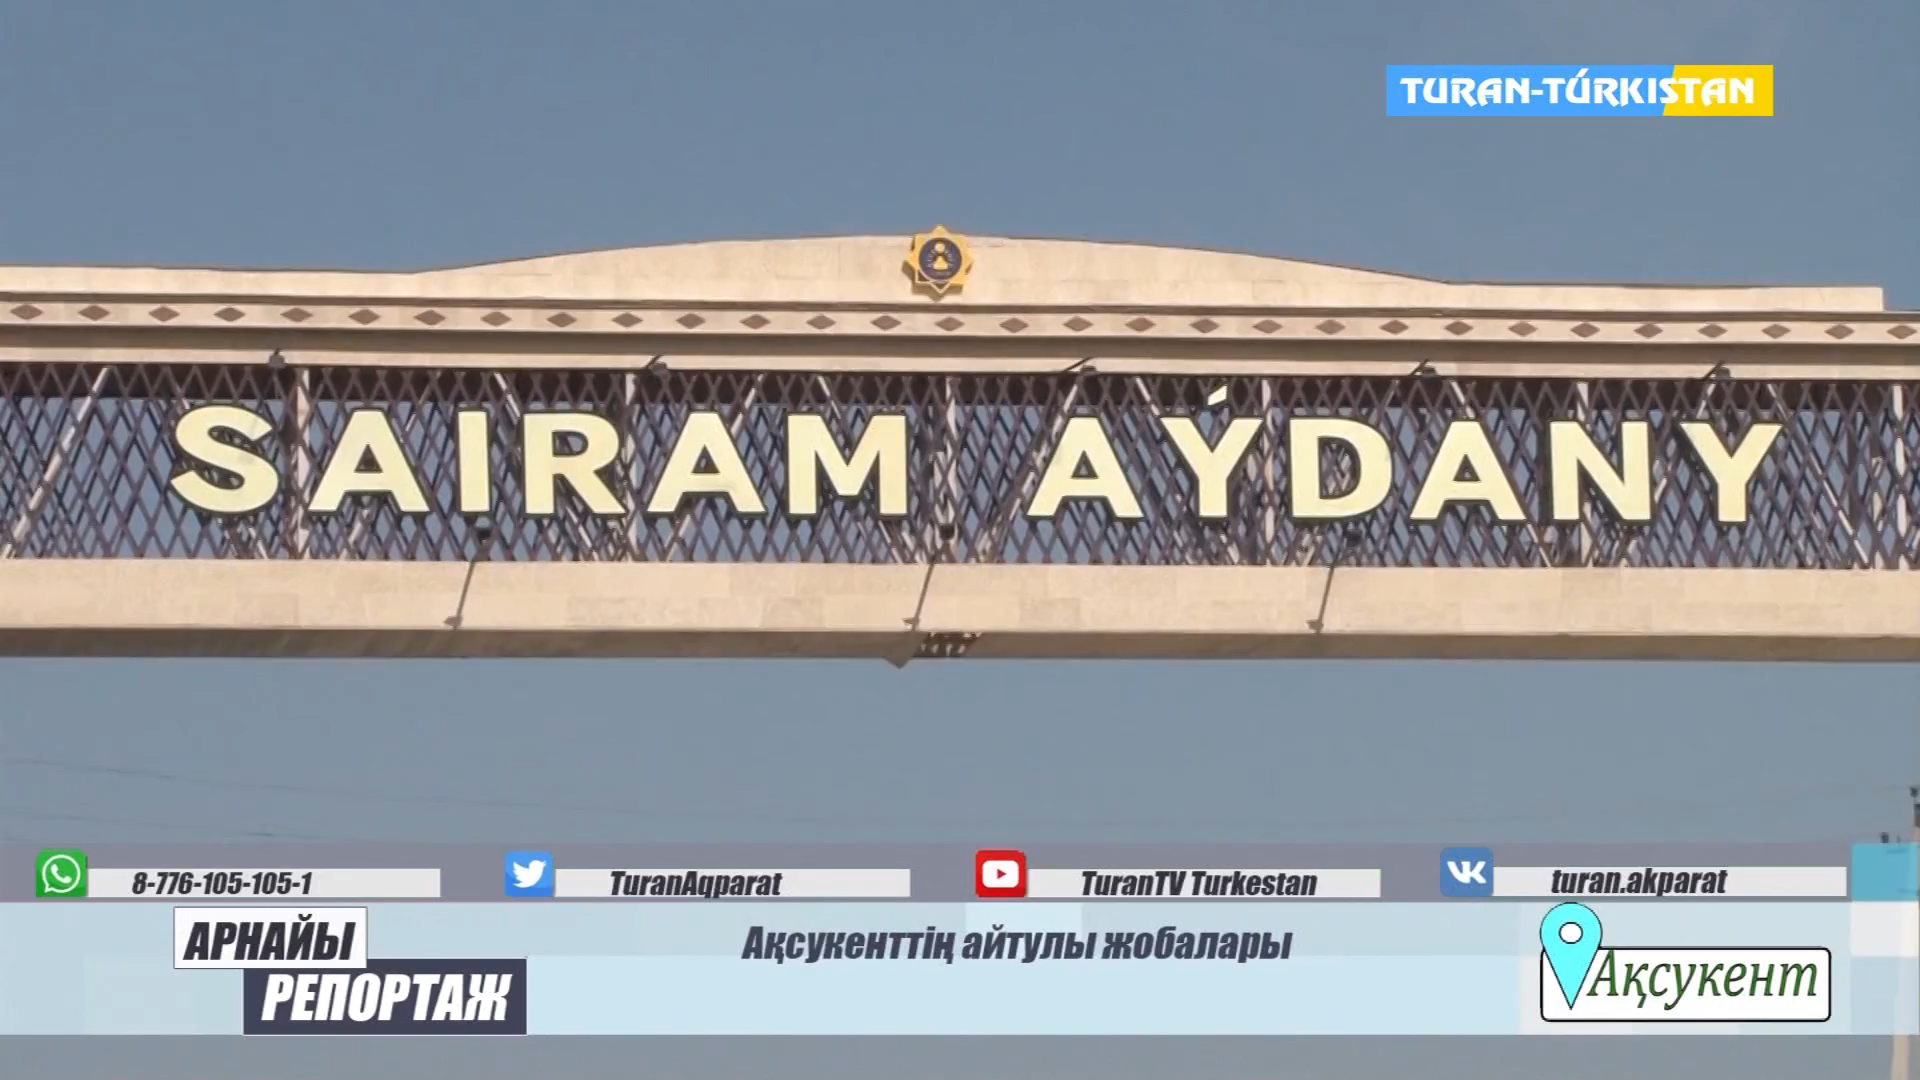 TURAN-TÚRKISTAN
SAIRAM AÝDANY
8-776-105-105-1
TuranAqparat
TuranTV Turkestan
turan.akparat
АРНАЙЫ
РЕПОРТАЖ
Ақсукенттің айтулы жобалары
Ақсукент